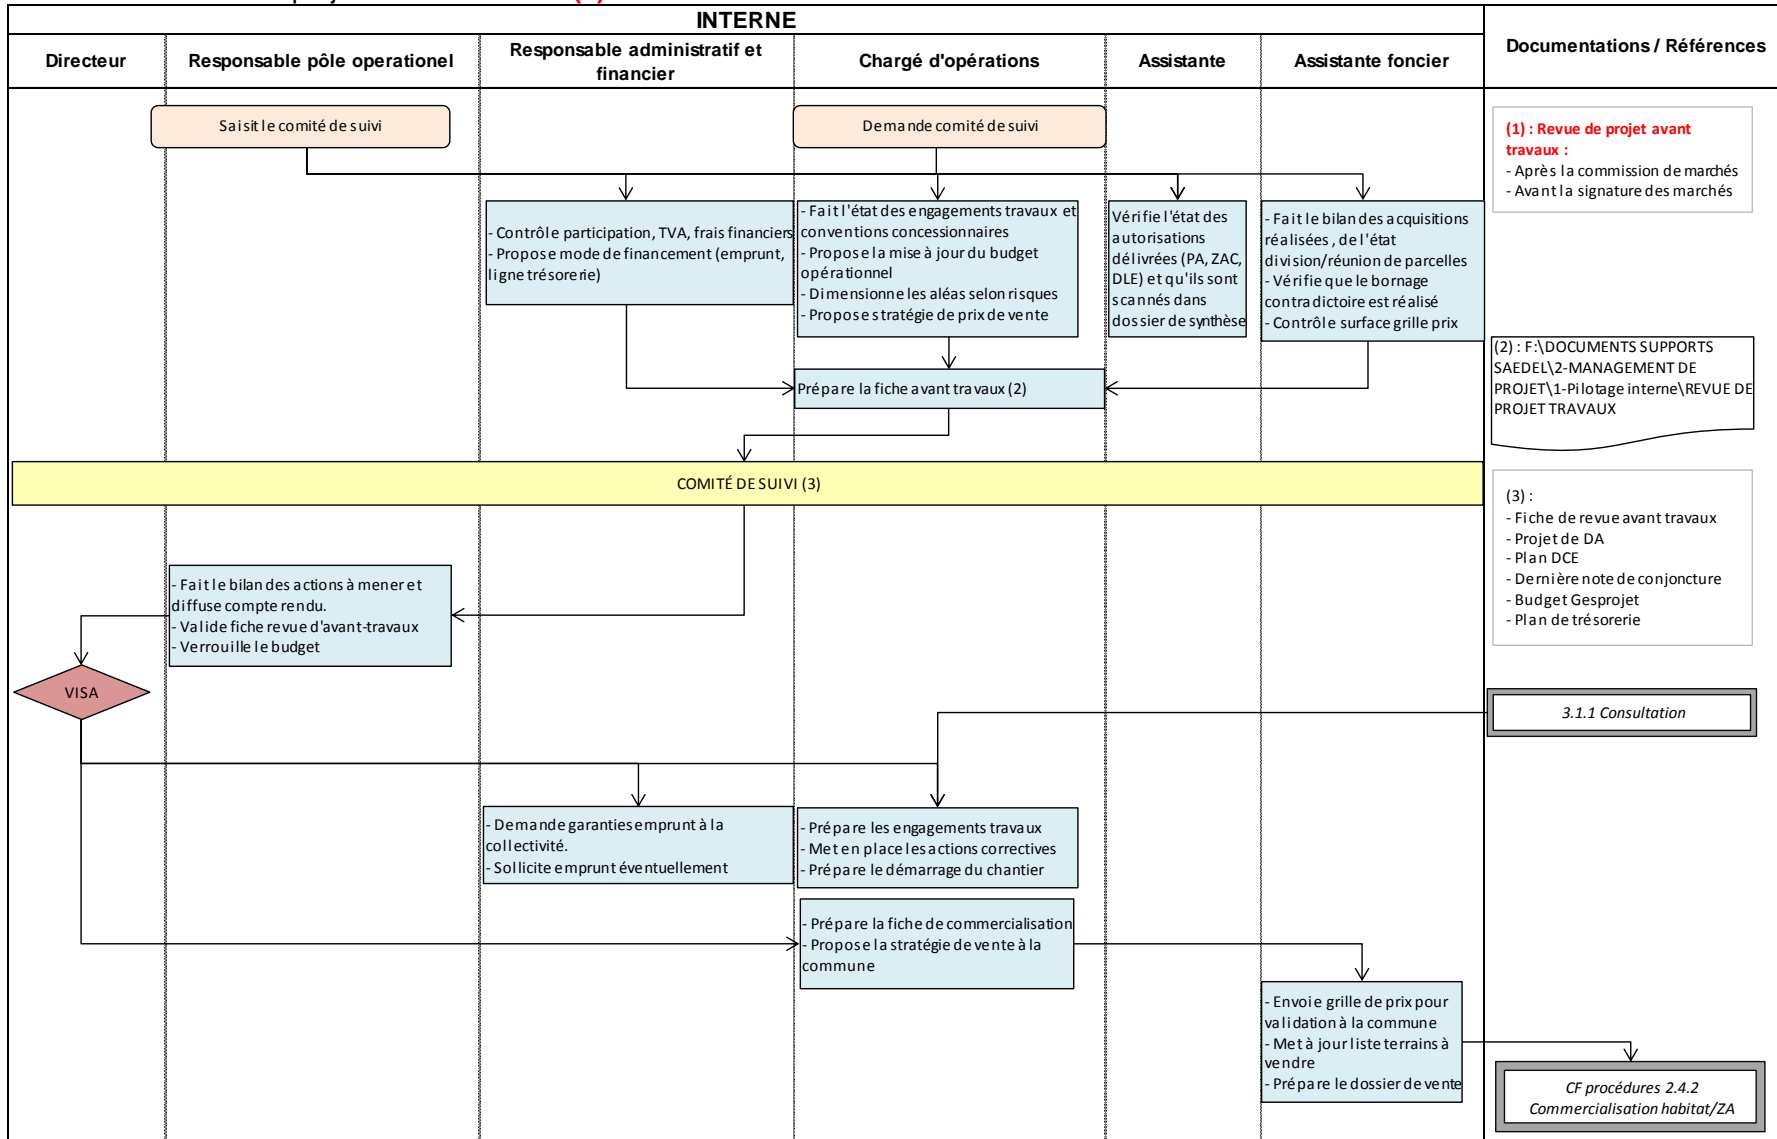 INTERNE
Directeur
Responsable pôle operationel
Responsable administratif et
financier
Chargé d'opérations
Assistante
Assistante foncier
Documentations / Références
Saisit le comité de suivi
Demande comité de suivi
(1) : Revue de projet avant
travaux :
- Après la commission de marchés
- Avant la signature des marchés
- Contrôle participation, TVA, frais financiers
- Propose mode de financement (emprunt,
ligne trésorerie)
- Fait l'état des engagements travaux et
conventions concessionnaires
- Propose la mise à jour du budget
opérationnel
- Dimensionne les aléas selon risques
- Propose stratégie de prix de vente
Vérifie l'état des
autorisations
délivrées (PA, ZAC,
DLE) et qu'ils sont
scannés dans
dossier de synthèse
- Fait le bilan des acquisitions
réalisées, de l'état
division/réunion de parcelles
- Vérifie que le bornage
contradictoire est réalisé
- Contrôle surface grille prix
(2) : F:\DOCUMENTS SUPPORTS
SAEDEL\2-MANAGEMENT DE
PROJET\1-Pilotage interne\REVUE DE
PROJET TRAVAUX
Prépare la fiche avant travaux (2)
COMITÉ DE SUIVI (3)
(3) :
- Fiche de revue avant travaux
- Projet de DA
- Plan DCE
- Dernière note de conjoncture
- Budget Gesprojet
- Plan de trésorerie
- Fait le bilan des actions à mener et
diffuse compte rendu.
- Valide fiche revue d'avant-travaux
- Verrouille le budget
VISA
3.1.1 Consultation
- Demande garanties emprunt à la
collectivité.
- Sollicite emprunt éventuellement
- Prépare les engagements travaux
- Met en place les actions correctives
- Prépare le démarrage du chantier
- Prépare la fiche de commercialisation
- Propose la stratégie de vente à la
commune
- Envoie grille de prix pour
validation à la commune
- Met à jour liste terrains à
vendre
- Prépare le dossier de vente
CF procédures 2.4.2
Commercialisation habitat/ZA